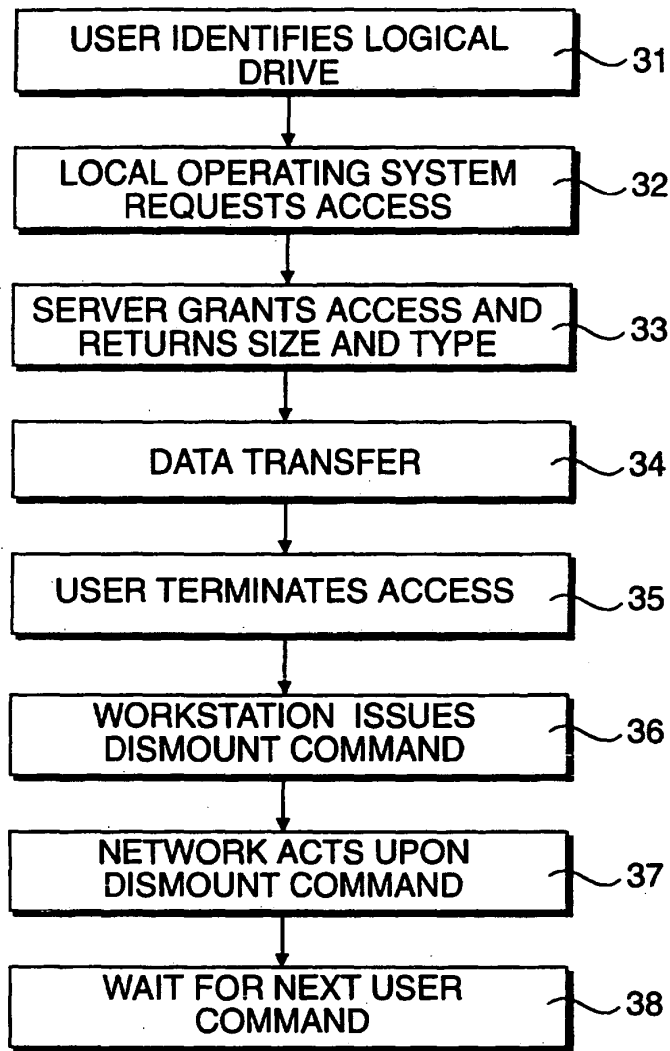 USER IDENTIFIES LOGICAL
DRIVE
31
LOCAL OPERATING SYSTEM
REQUESTS ACCESS
32
SERVER GRANTS ACCESS AND
RETURNS SIZE AND TYPE
33
DATA TRANSFER
34
USER TERMINATES ACCESS
35
WORKSTATION ISSUES
DISMOUNT COMMAND
36
NETWORK ACTS UPON
DISMOUNT COMMAND
37
WAIT FOR NEXT USER
COMMAND
38